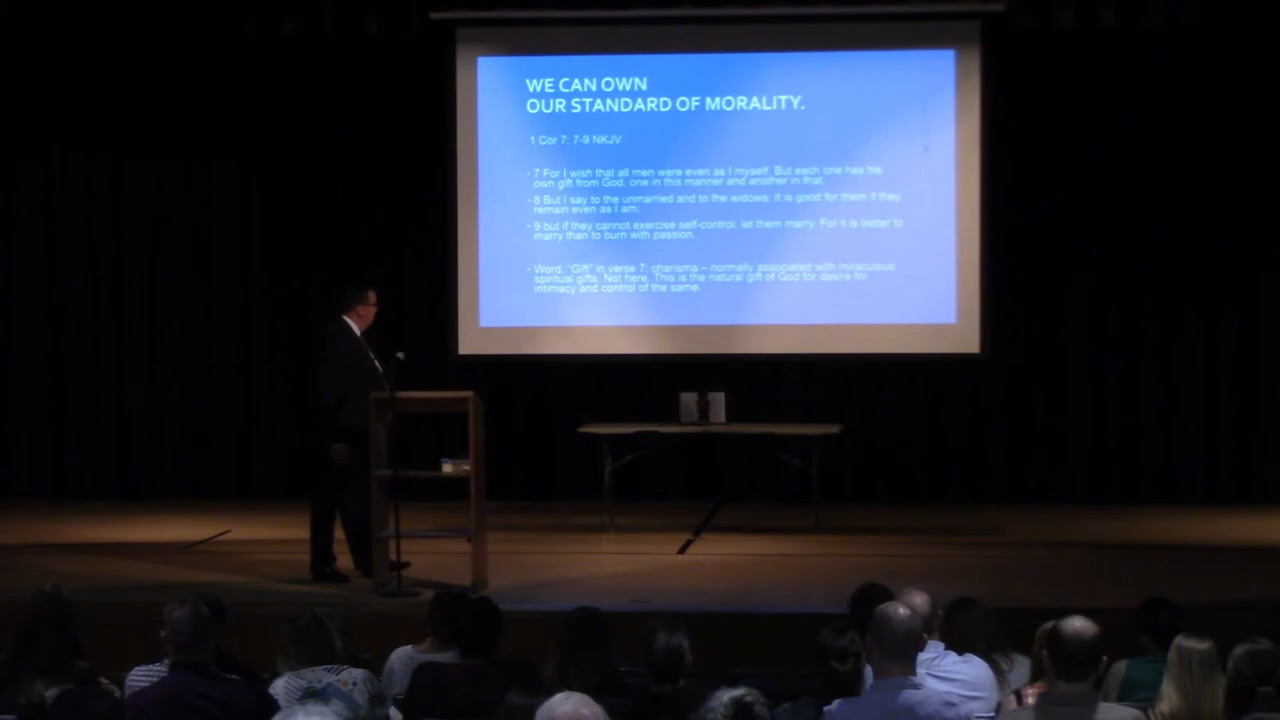 WE CAN OWN
OUR STANDARD OF MORALITY.
1 Cor 7: 7-9 NKJV
• 7 For I wish that all men were even as I myself. But each one has his
own gift from God, one in this manner and another in that.
• 8 But I say to the unmarried and to the widows: It is good for them if they
remain even as I am;
• 9 but if they cannot exercise self-control, let them marry. For it is better to
marry than to burn with passion.
• Word, “Gift” in verse 7: charisma – normally associated with miraculous
spiritual gifts. Not here. This is the natural gift of God for desire for
intimacy and control of the same.